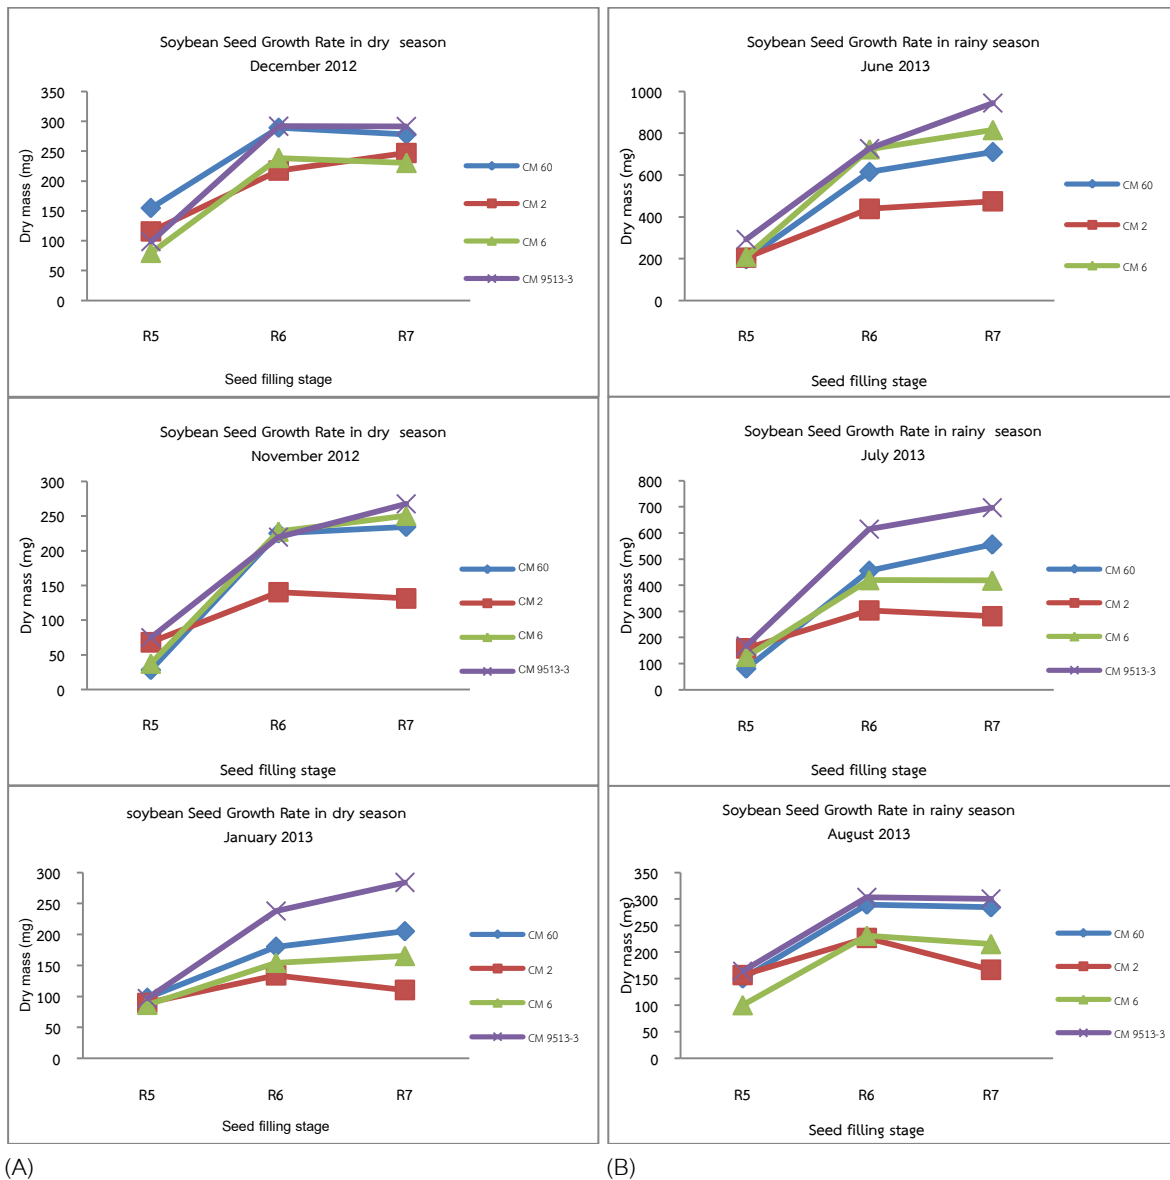 Soybean Seed Growth Rate in dry season
December 2012
350
300
250
200
150
100
50
0
Dry mass (mg)
R5 R6 R7
Seed filling stage
CM 60
CM 2
CM 6
CM 9513-3
Soybean Seed Growth Rate in rainy season
June 2013
1000
800
600
400
200
0
Dry mass (mg)
R5 R6 R7
Seed filling stage
CM 60
CM 2
CM 6
Soybean Seed Growth Rate in dry season
November 2012
300
250
200
150
100
50
0
Dry mass (mg)
R5 R6 R7
Seed filling stage
CM 60
CM 2
CM 6
CM 9513-3
Soybean Seed Growth Rate in rainy season
July 2013
800
700
600
500
400
300
200
100
0
Dry mass (mg)
R5 R6 R7
Seed filling stage
CM 60
CM 2
CM 6
CM 9513-3
soybean Seed Growth Rate in dry season
January 2013
300
250
200
150
100
50
0
Dry mass (mg)
R5 R6 R7
Seed filling stage
CM 60
CM 2
CM 6
CM 9513-3
Soybean Seed Growth Rate in rainy season
August 2013
350
300
250
200
150
100
50
0
Dry mass (mg)
R5 R6 R7
Seed filling stage
CM 60
CM 2
CM 6
CM 9513-3
(A) (B)